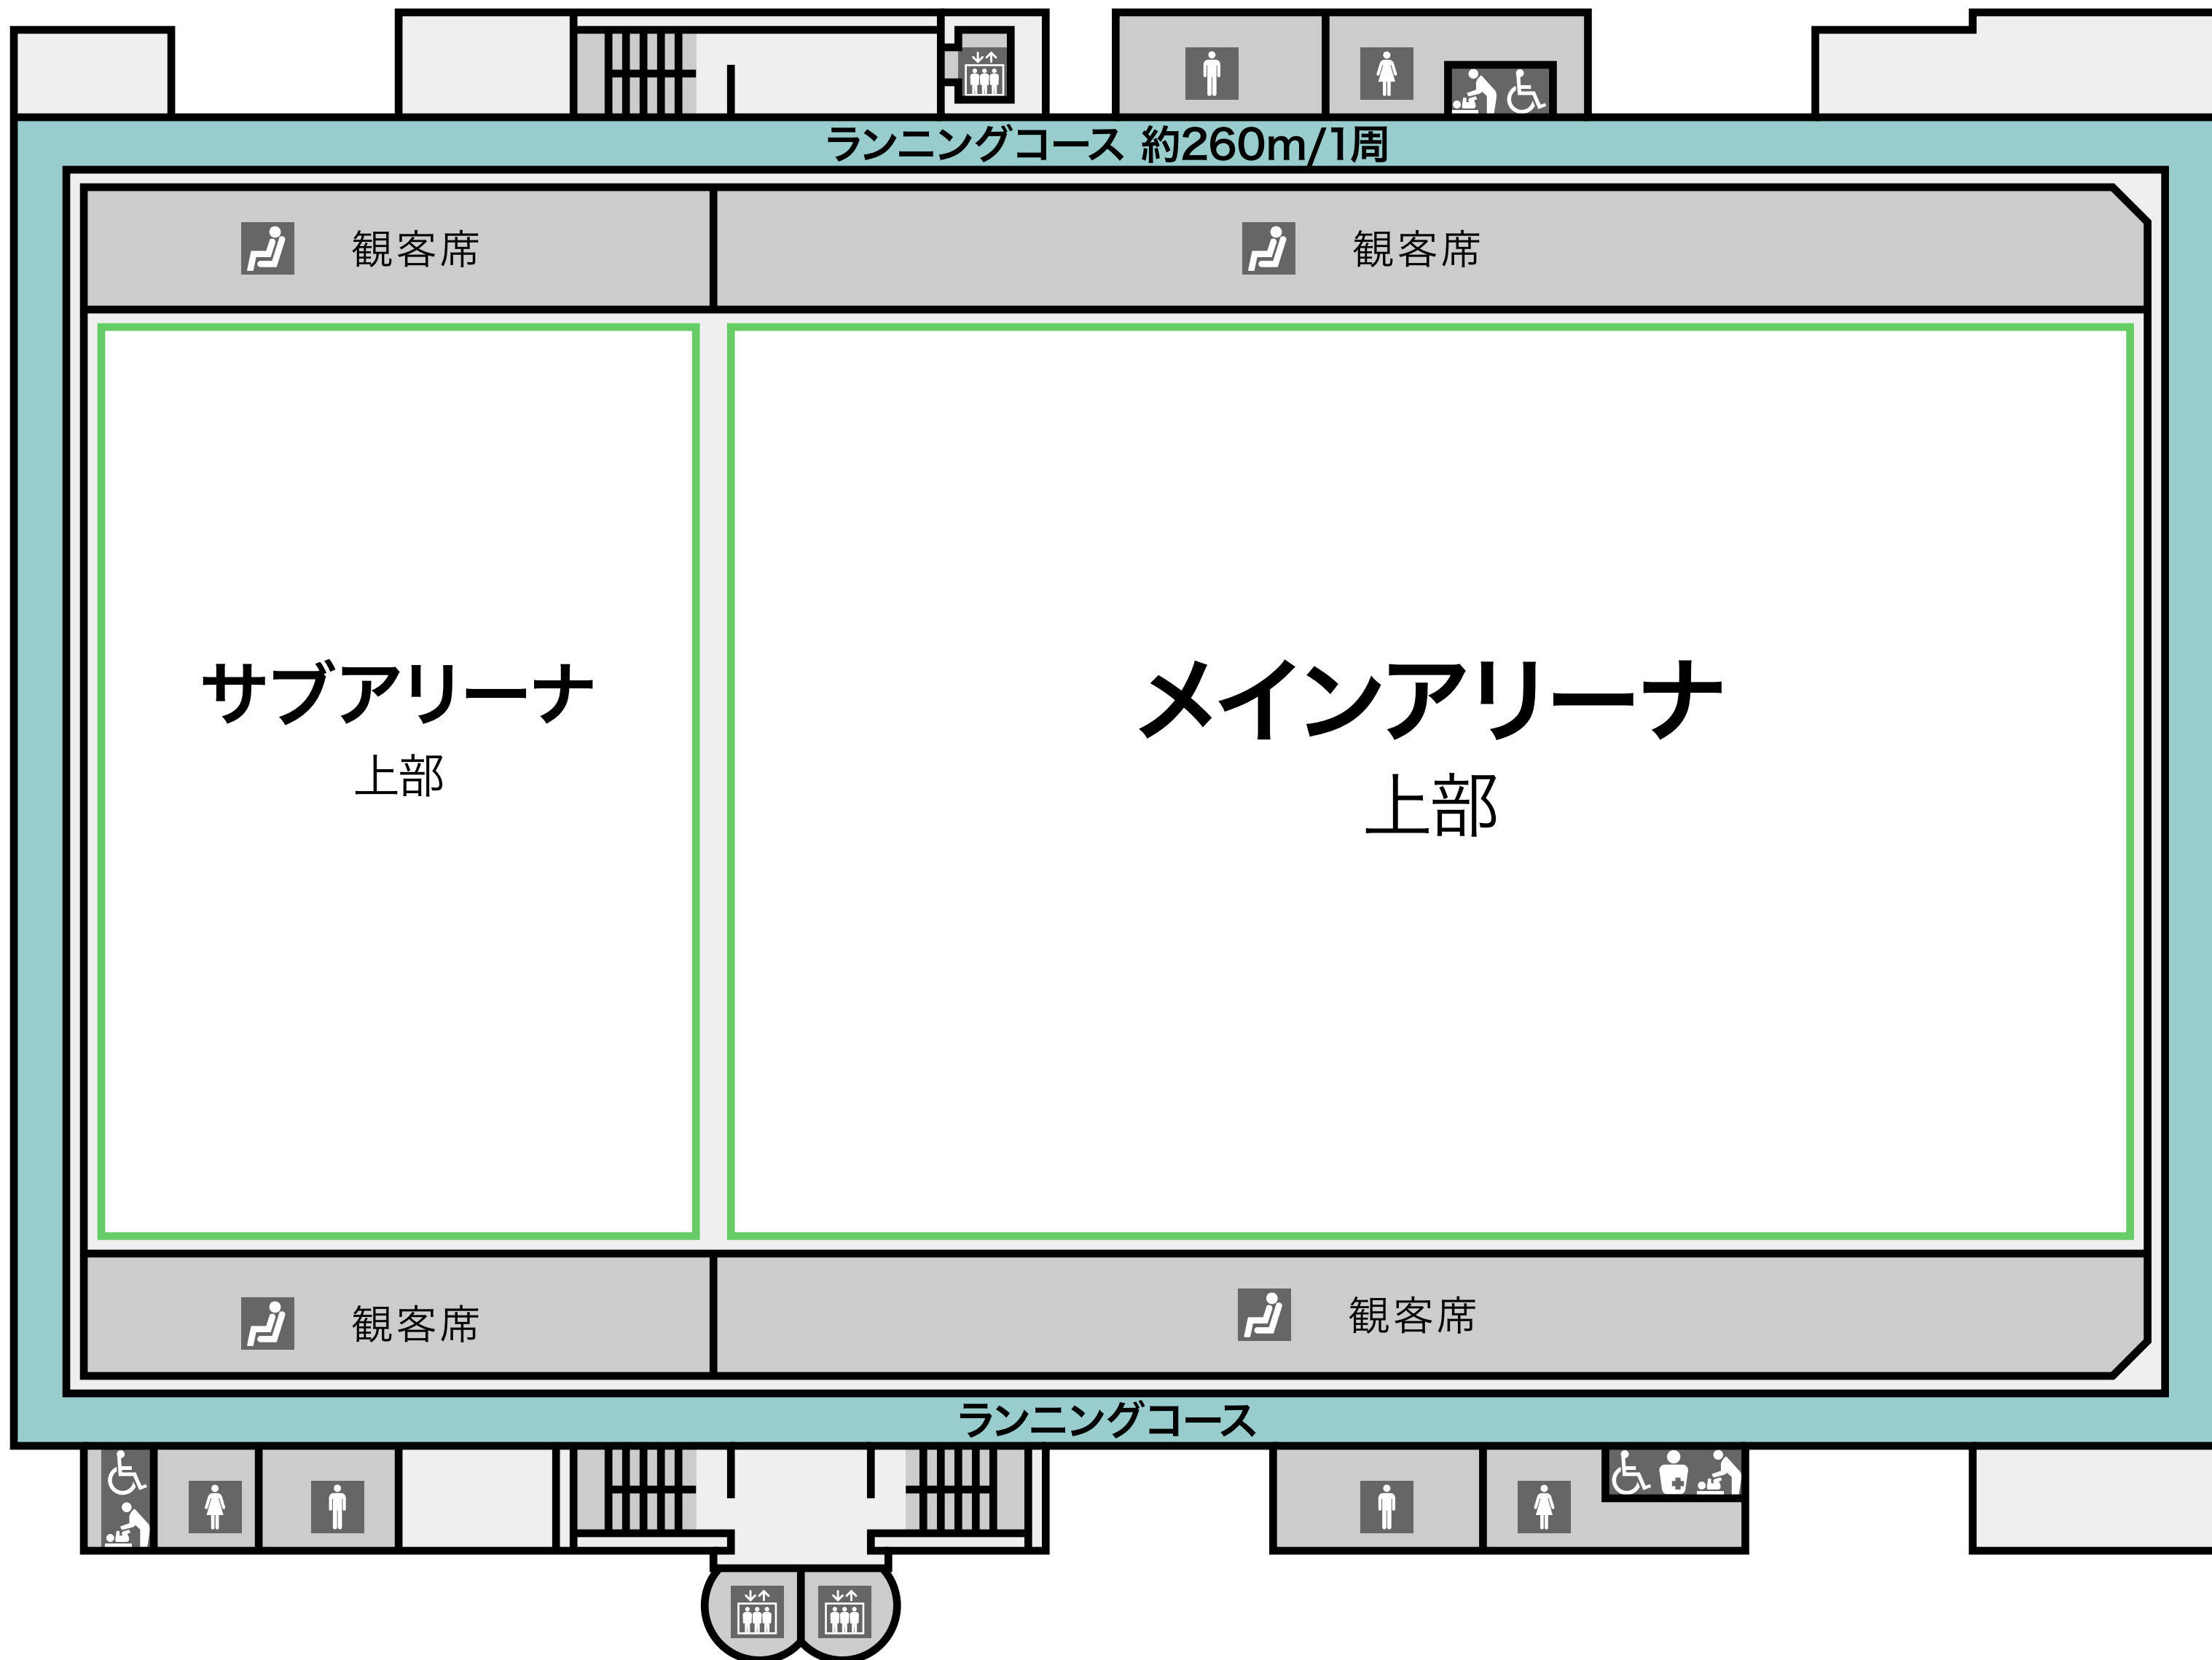 ランニングコース 約260m/1周
観客席
観客席
サブアリーナ
上部
メインアリーナ
上部
観客席
観客席
ランニングコース